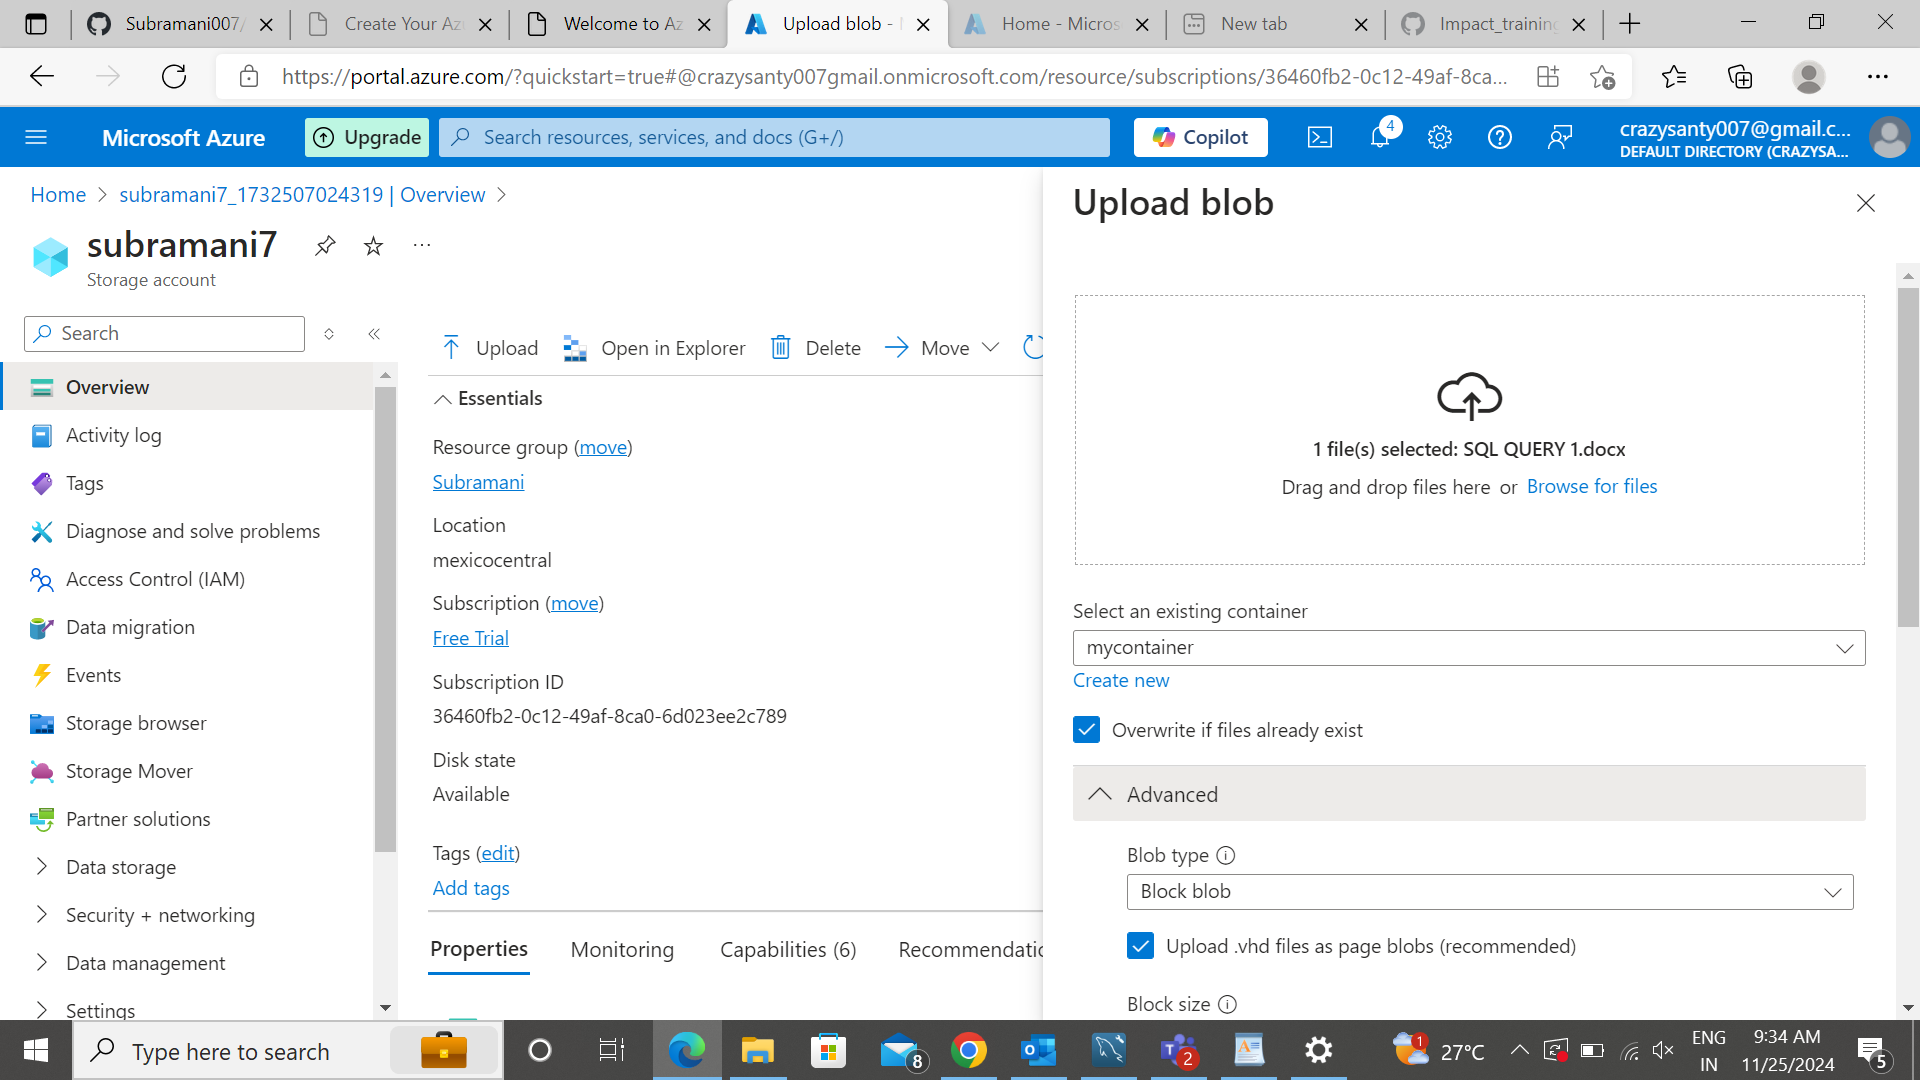 Subramani007/
Create Your Az
Welcome to Az
Upload blob -
Home - Micros
New tab
Impact_training
https://portal.azure.com/?quickstart=true#@crazysanty007gmail.onmicrosoft.com/resource/subscriptions/36460fb2-0c12-49af-8ca...
Microsoft Azure
Upgrade
Search resources, services, and docs (G+/)
Copilot
4
crazysanty007@gmail.c...
DEFAULT DIRECTORY (CRAZYSA...
Home > subramani7_1732507024319 | Overview >
subramani7
Storage account
Search
Overview
Activity log
Tags
Diagnose and solve problems
Access Control (IAM)
Data migration
Events
Storage browser
Storage Mover
Partner solutions
Data storage
Security + networking
Data management
Settings
Upload
Open in Explorer
Delete
Move
Essentials
Resource group (move)
Subramani
Location
mexicocentral
Subscription (move)
Free Trial
Subscription ID
36460fb2-0c12-49af-8ca0-6d023ee2c789
Disk state
Available
Tags (edit)
Add tags
Properties
Monitoring
Capabilities (6)
Recommendatio
Upload blob
1 file(s) selected: SQL QUERY 1.docx
Drag and drop files here or Browse for files
Select an existing container
mycontainer
Create new
Overwrite if files already exist
Advanced
Blob type
Block blob
Upload .vhd files as page blobs (recommended)
Block size
Type here to search
8
2
1
27°C
ENG
IN
9:34 AM
11/25/2024
5